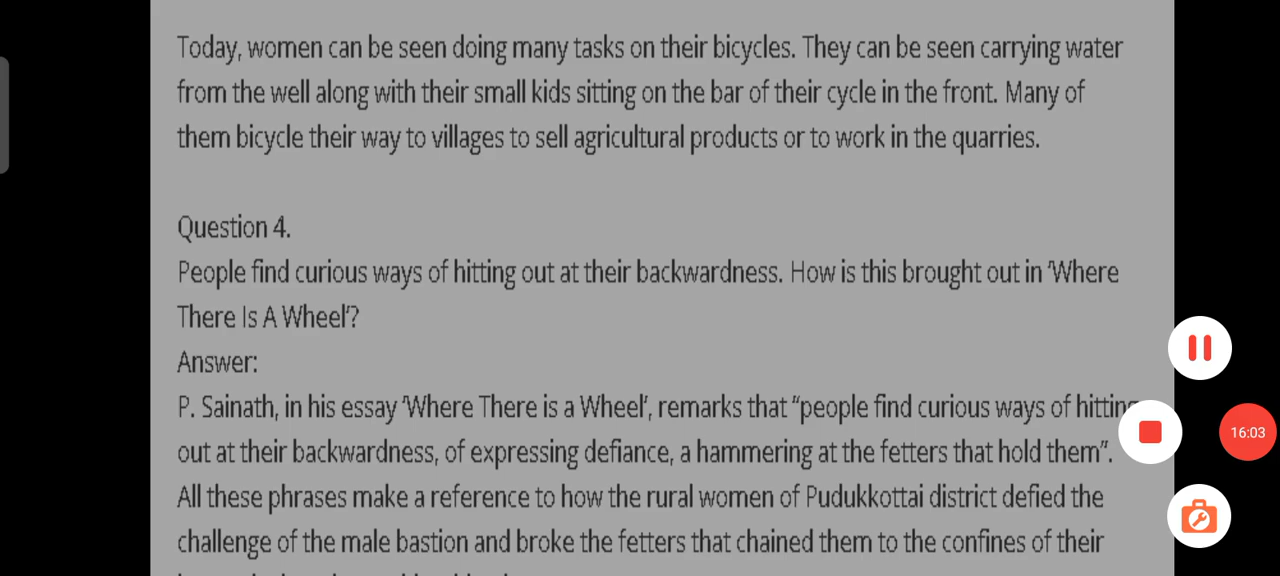 Today, women can be seen doing many tasks on their bicycles. They can be seen carrying water
from the well along with their small kids sitting on the bar of their cycle in the front. Many of
them bicycle their way to villages to sell agricultural products or to work in the quarries.
Question 4.
People find curious ways of hitting out at their backwardness. How is this brought out in ‘Where
There Is A Wheel’?
Answer:
P. Sainath, in his essay ‘Where There is a Wheel’, remarks that “people find curious ways of hitting
out at their backwardness, of expressing defiance, a hammering at the fetters that hold them”.
All these phrases make a reference to how the rural women of Pudukkottai district defied the
challenge of the male bastion and broke the fetters that chained them to the confines of their
16:03